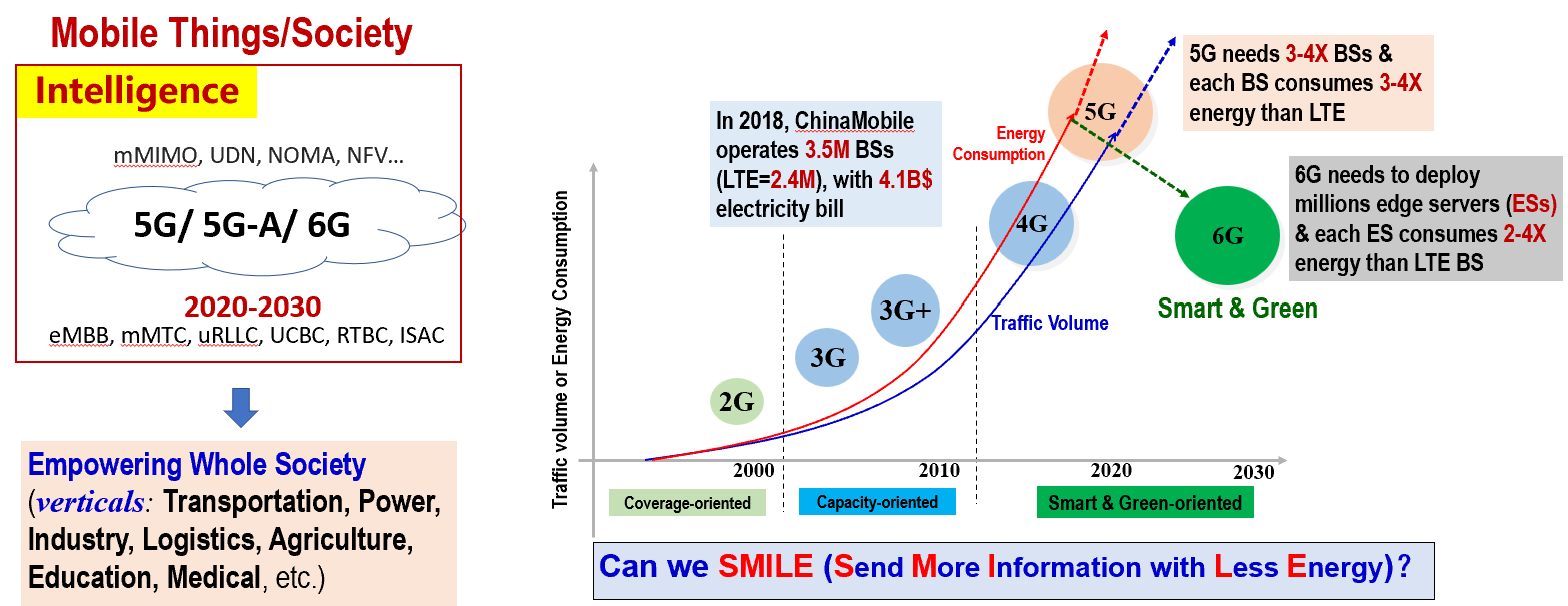 Mobile Things/Society
Intelligence
mMIMO, UDN, NOMA, NFV...
5G/ 5G-A/ 6G
2020-2030
eMBB, mMTC, uRLLC, UCBC, RTBC, ISAC
Empowering Whole Society
(verticals: Transportation, Power,
Industry, Logistics, Agriculture,
Education, Medical, etc.)
Traffic volume or Energy Consumption
In 2018, ChinaMobile
operates 3.5M BSs
(LTE=2.4M), with 4.1B$
electricity bill
Energy
Consumption
Traffic Volume
2G
3G
3G+
4G
5G
6G
Smart & Green
5G needs 3-4X BSs &
each BS consumes 3-4X
energy than LTE
6G needs to deploy
millions edge servers (ESs)
& each ES consumes 2-4X
energy than LTE BS
2000
2010
2020
2030
Coverage-oriented
Capacity-oriented
Smart & Green-oriented
Can we SMILE (Send More Information with Less Energy)?